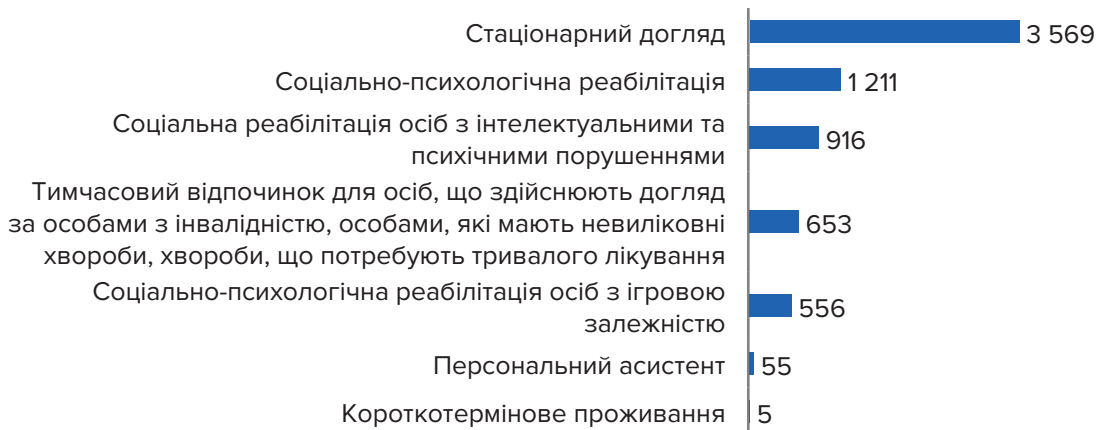 Стаціонарний догляд 3 569
Соціально-психологічна реабілітація 1 211
Соціальна реабілітація осіб з інтелектуальними та
психічними порушеннями 916
Тимчасовий відпочинок для осіб, що здійснюють догляд
за особами з інвалідністю, особами, які мають невиліковні 653
хвороби, хвороби, що потребують тривалого лікування
Соціально-психологічна реабілітація осіб з ігровою
залежністю 556
Персональний асистент 55
Короткотермінове проживання 5